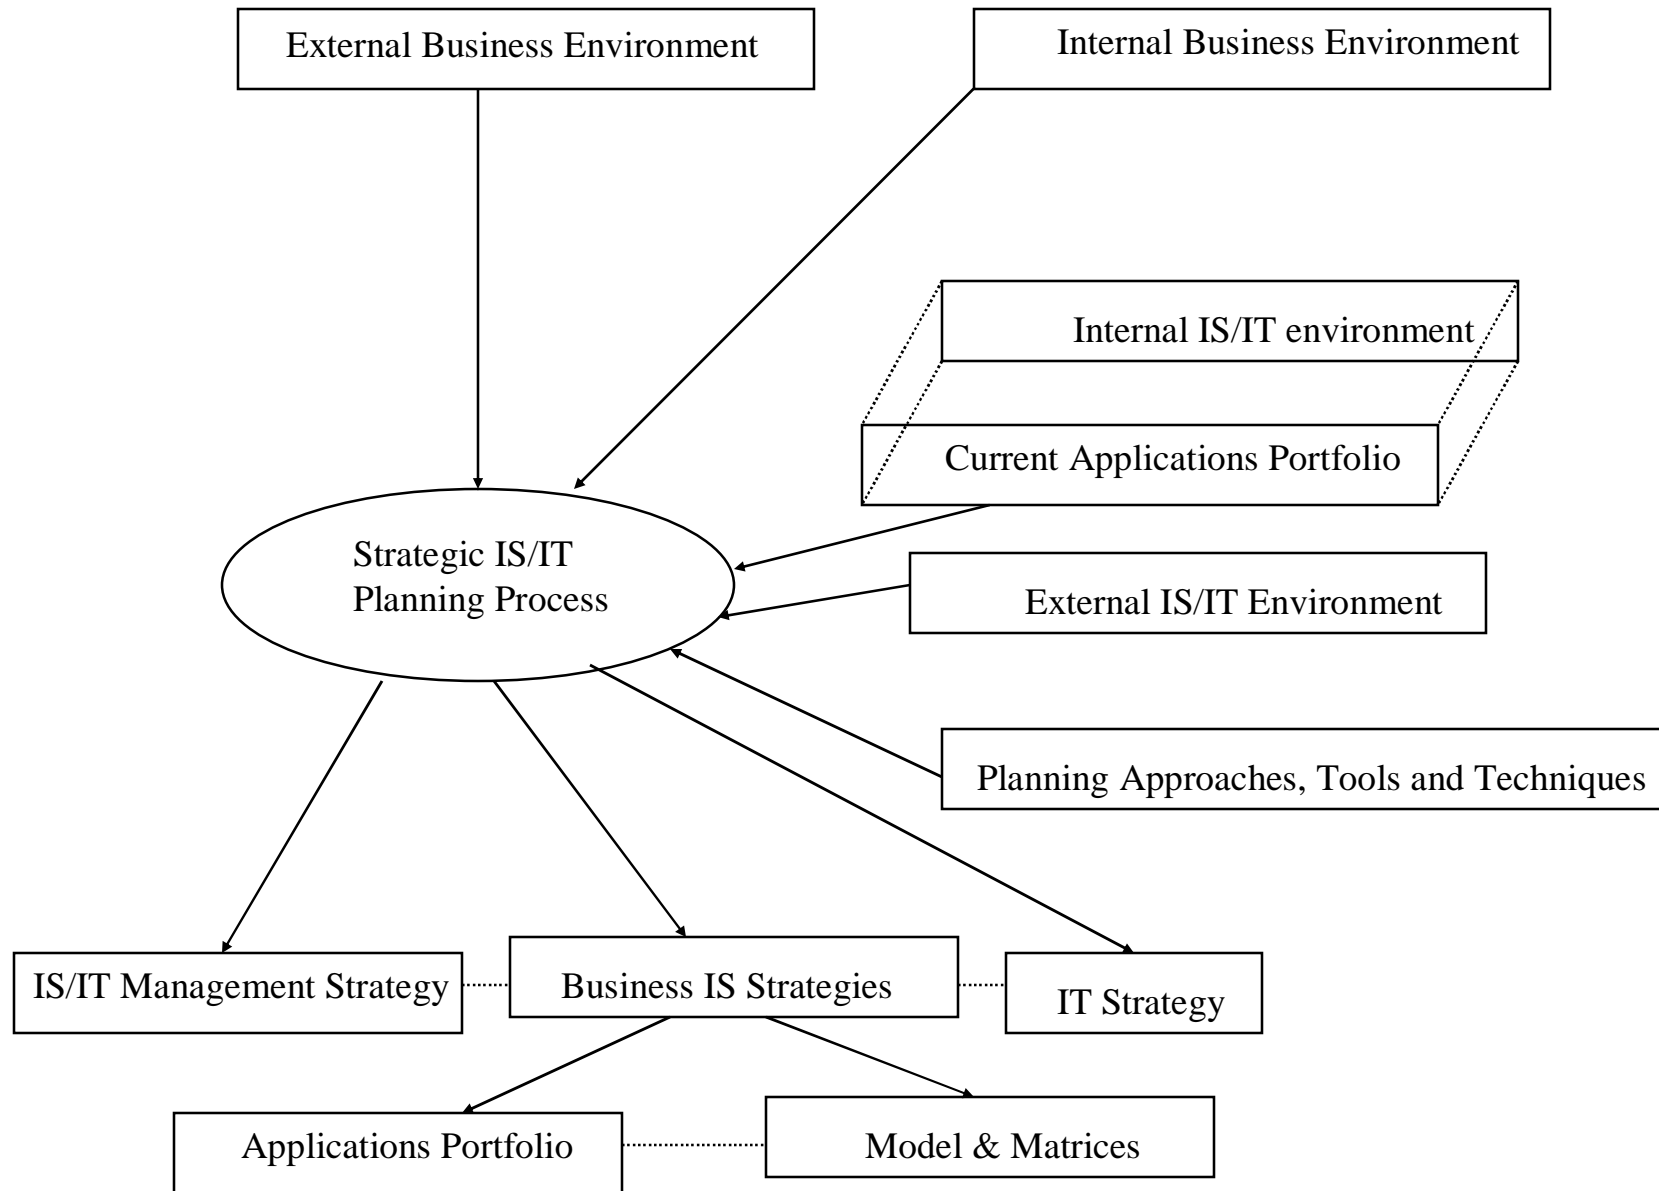 External Business Environment
Internal Business Environment
Internal IS/IT environment
Current Applications Portfolio
Strategic IS/IT
Planning Process
External IS/IT Environment
Planning Approaches, Tools and Techniques
IS/IT Management Strategy
Business IS Strategies
IT Strategy
Applications Portfolio
Model & Matrices